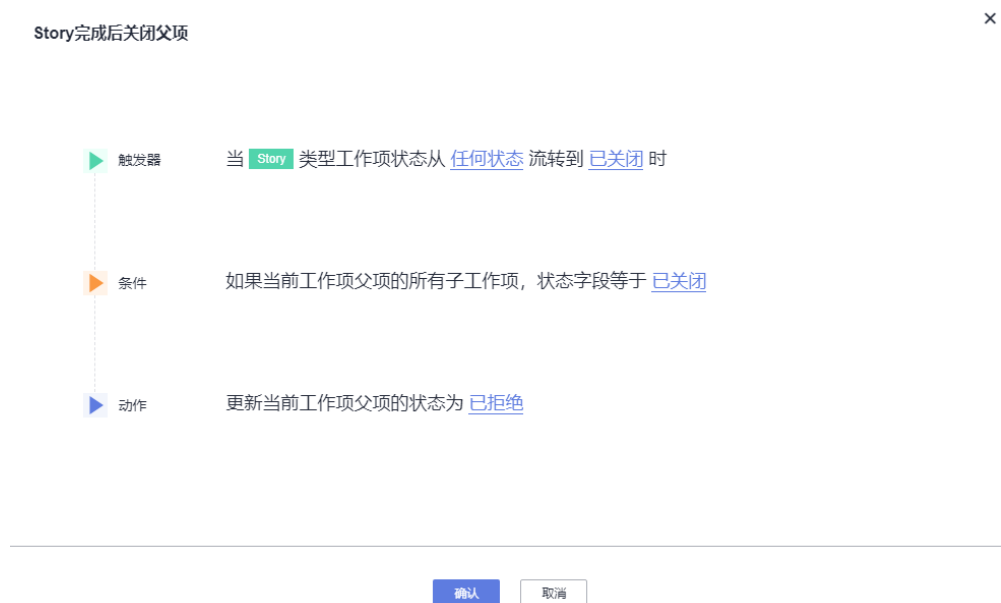 Story完成后关闭父项
触发器 当 Story 类型工作项状态从 任何状态 流转到 已关闭 时
条件 如果当前工作项父项的所有子工作项，状态字段等于 已关闭
动作 更新当前工作项父项的状态为 已拒绝
确认 取消